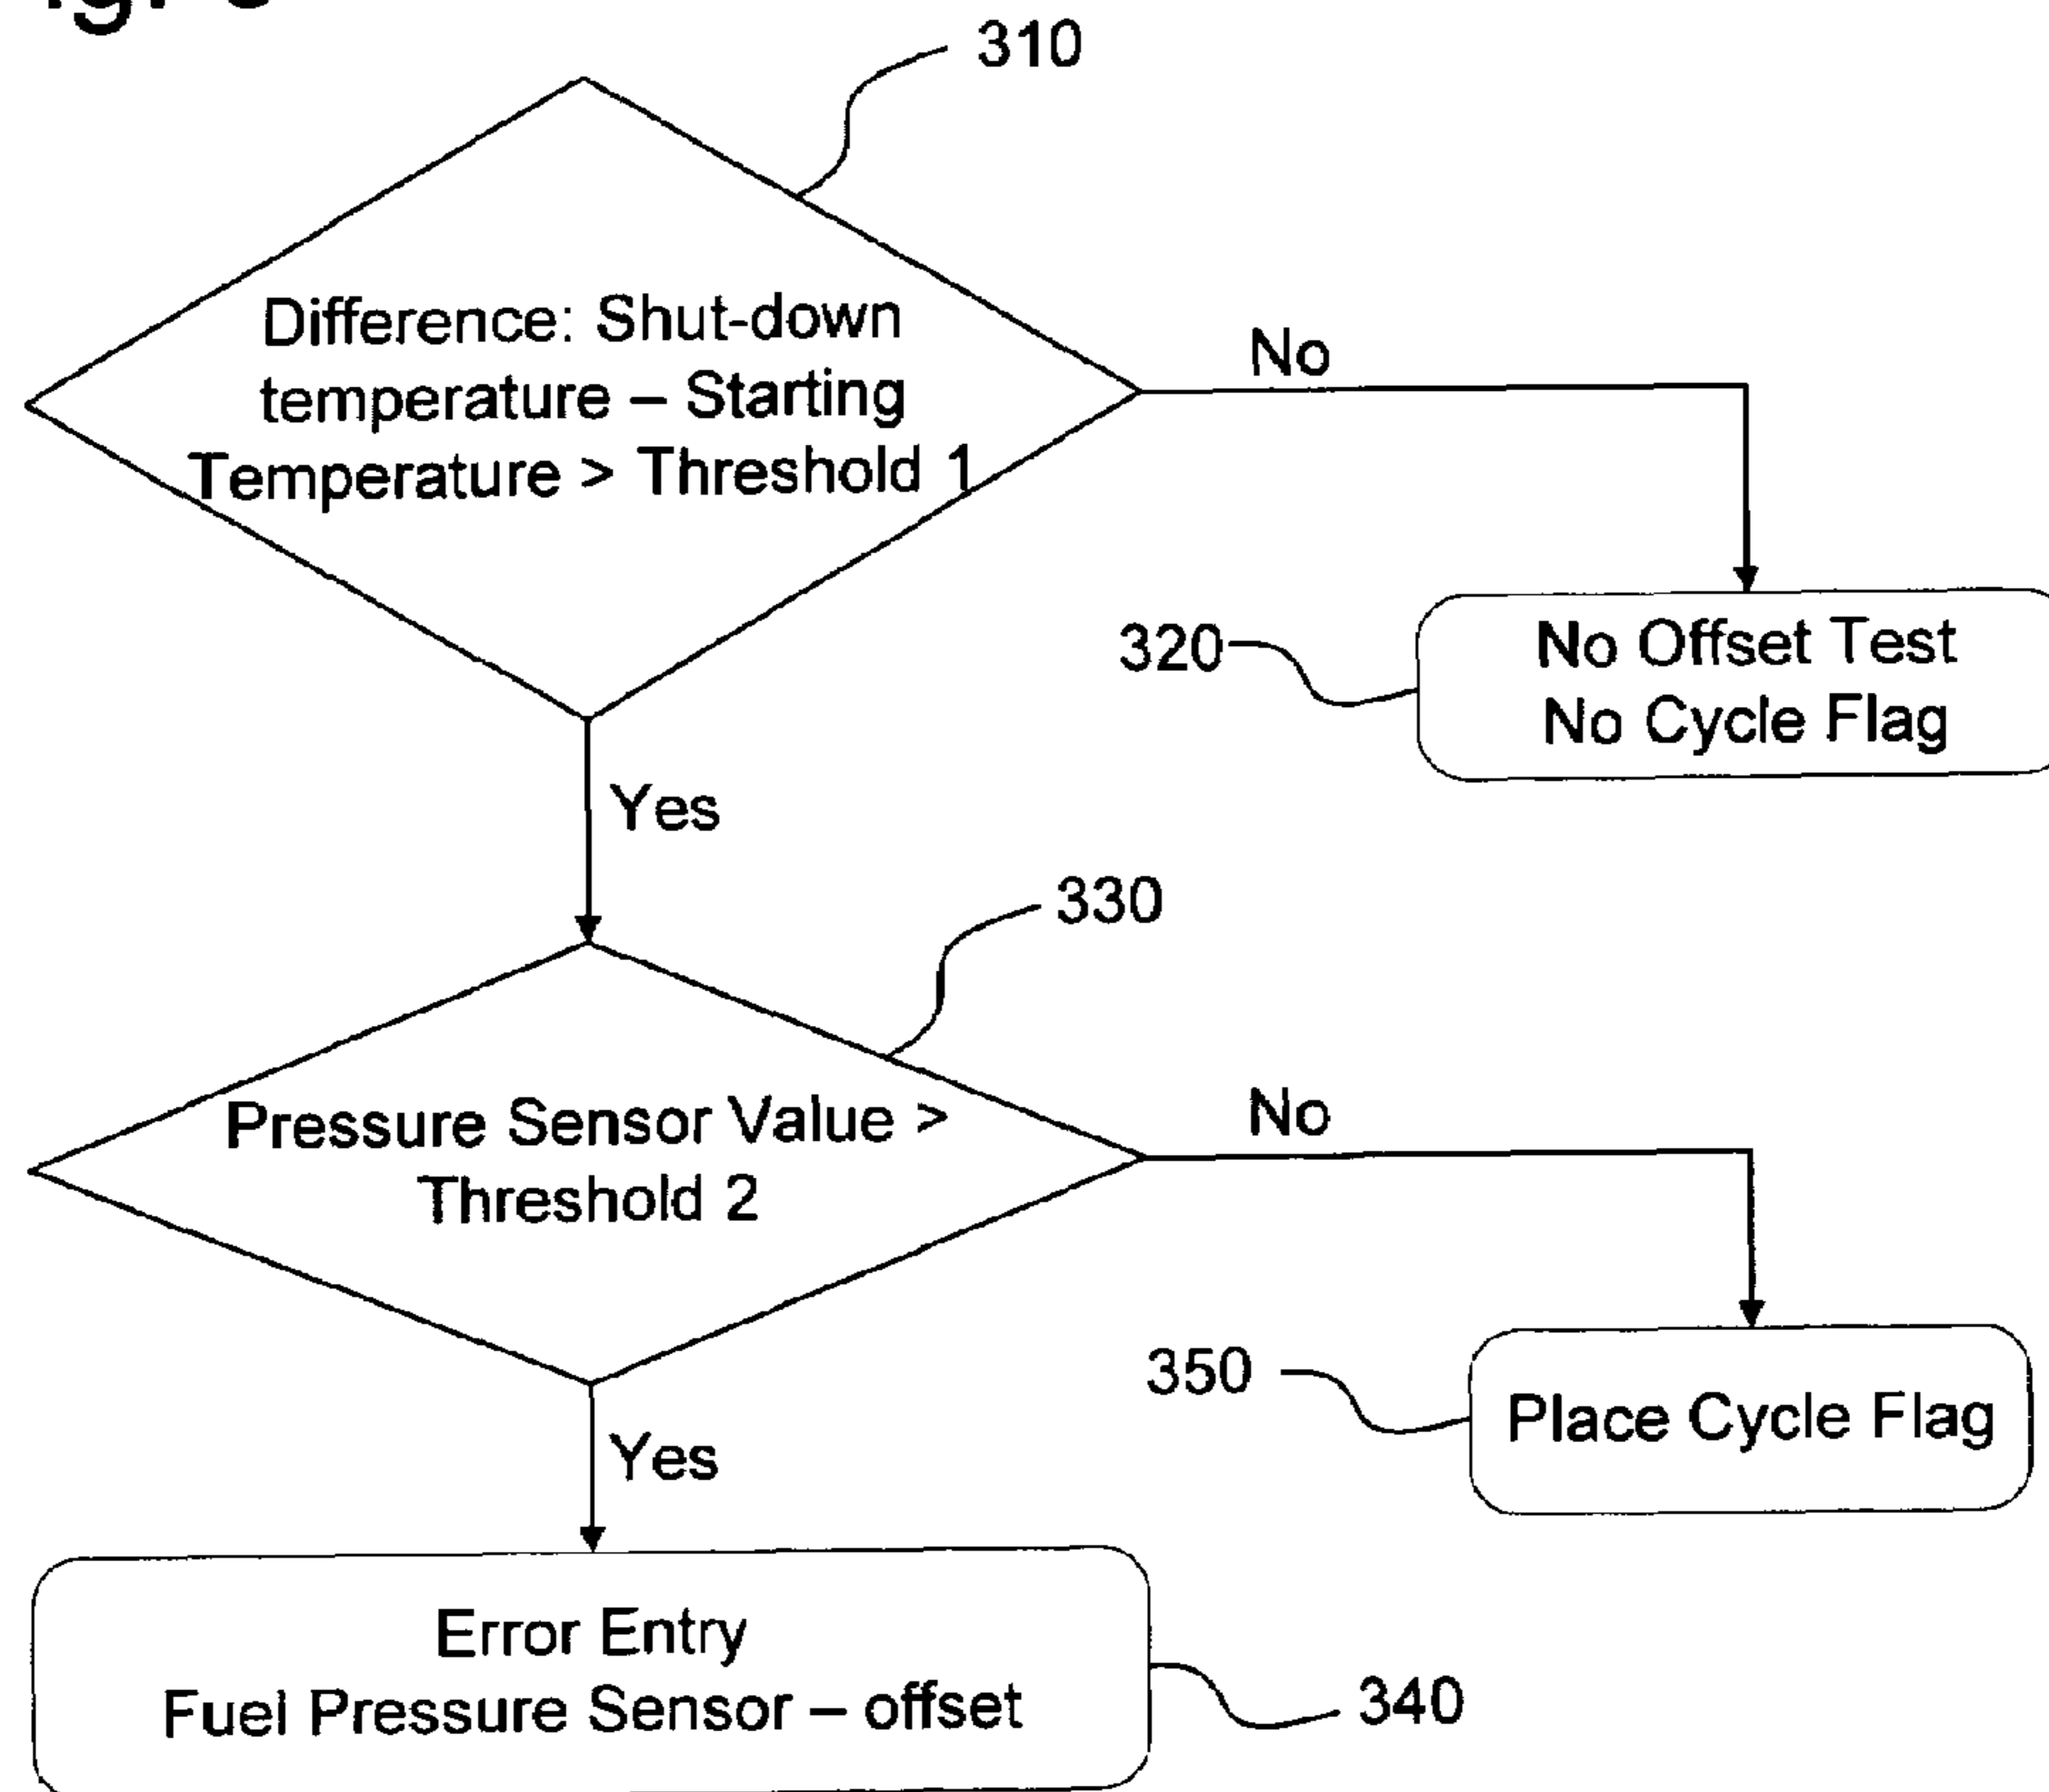 310
Difference: Shut-down
temperature – Starting
Temperature > Threshold 1
No
320
No Offset Test
No Cycle Flag
Yes
330
Pressure Sensor Value >
Threshold 2
No
350
Place Cycle Flag
Yes
Error Entry
Fuel Pressure Sensor – offset
340